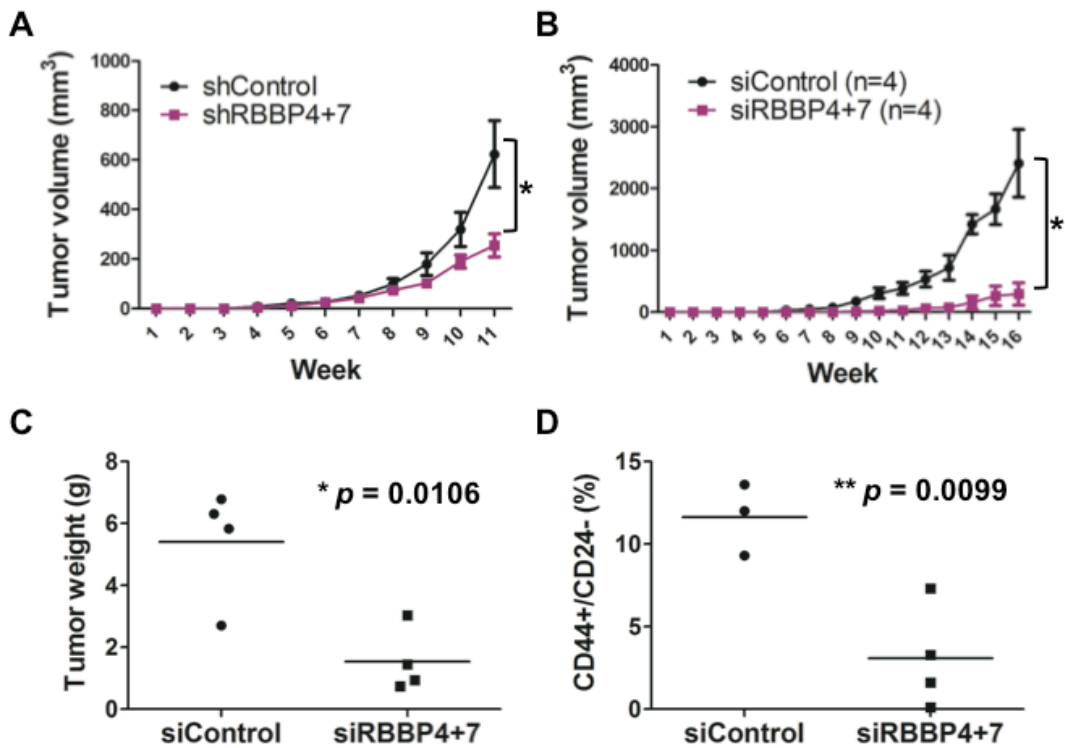 A
Tumor volume (mm³)
1000
800
600
400
200
0
shControl
shRBBP4+7
*
1 2 3 4 5 6 7 8 9 10 11
Week
B
Tumor volume (mm³)
4000
3000
2000
1000
0
siControl (n=4)
siRBBP4+7 (n=4)
*
1 2 3 4 5 6 7 8 9 10 11 12 13 14 15 16
Week
C
Tumor weight (g)
8
6
4
2
0
* p = 0.0106
siControl siRBBP4+7
D
CD44+/CD24- (%)
15
10
5
0
** p = 0.0099
siControl siRBBP4+7